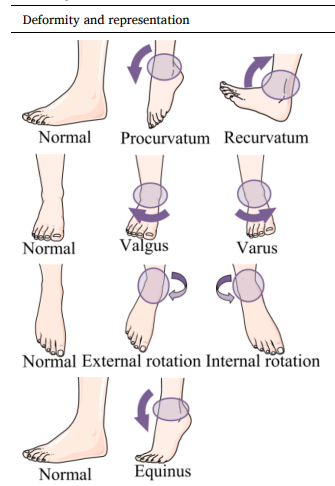 Deformity and representation
Normal Procurvatum Recurvatum
Normal Valgus Varus
Normal External rotation Internal rotation
Normal Equinus